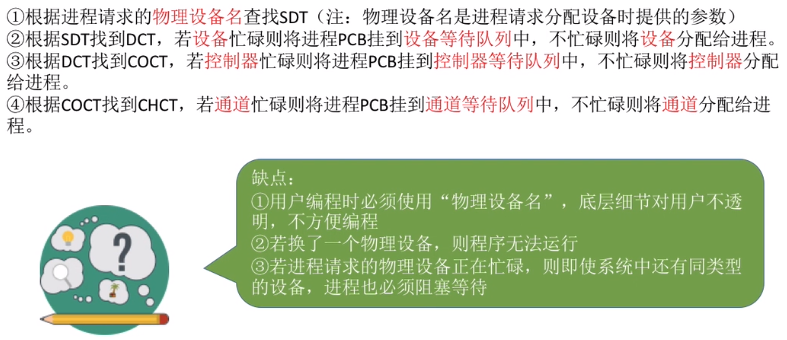 ①根据进程请求的物理设备名查找SDT（注：物理设备名是进程请求分配设备时提供的参数）
②根据SDT找到DCT，若设备忙碌则将进程PCB挂到设备等待队列中，不忙碌则将设备分配给进程。
③根据DCT找到COCT，若控制器忙碌则将进程PCB挂到控制器等待队列中，不忙碌则将控制器分配
给进程。
④根据COCT找到CHCT，若通道忙碌则将进程PCB挂到通道等待队列中，不忙碌则将通道分配给进
程。
缺点：
①用户编程时必须使用“物理设备名”，底层细节对用户不透
明，不方便编程
②若换了一个物理设备，则程序无法运行
③若进程请求的物理设备正在忙碌，则即使系统中还有同类型
的设备，进程也必须阻塞等待